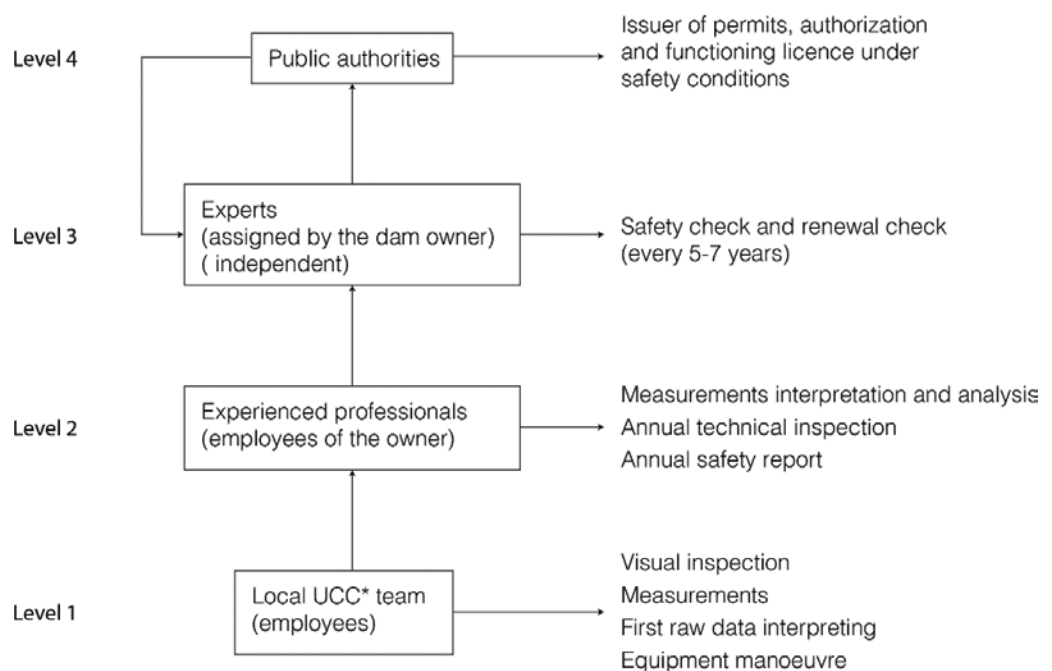 Level 4
Public authorities
Issuer of permits, authorization
and functioning licence under
safety conditions
Level 3
Experts
(assigned by the dam owner)
( independent)
Safety check and renewal check
(every 5-7 years)
Level 2
Experienced professionals
(employees of the owner)
Measurements interpretation and analysis
Annual technical inspection
Annual safety report
Level 1
Local UCC* team
(employees)
Visual inspection
Measurements
First raw data interpreting
Equipment manoeuvre